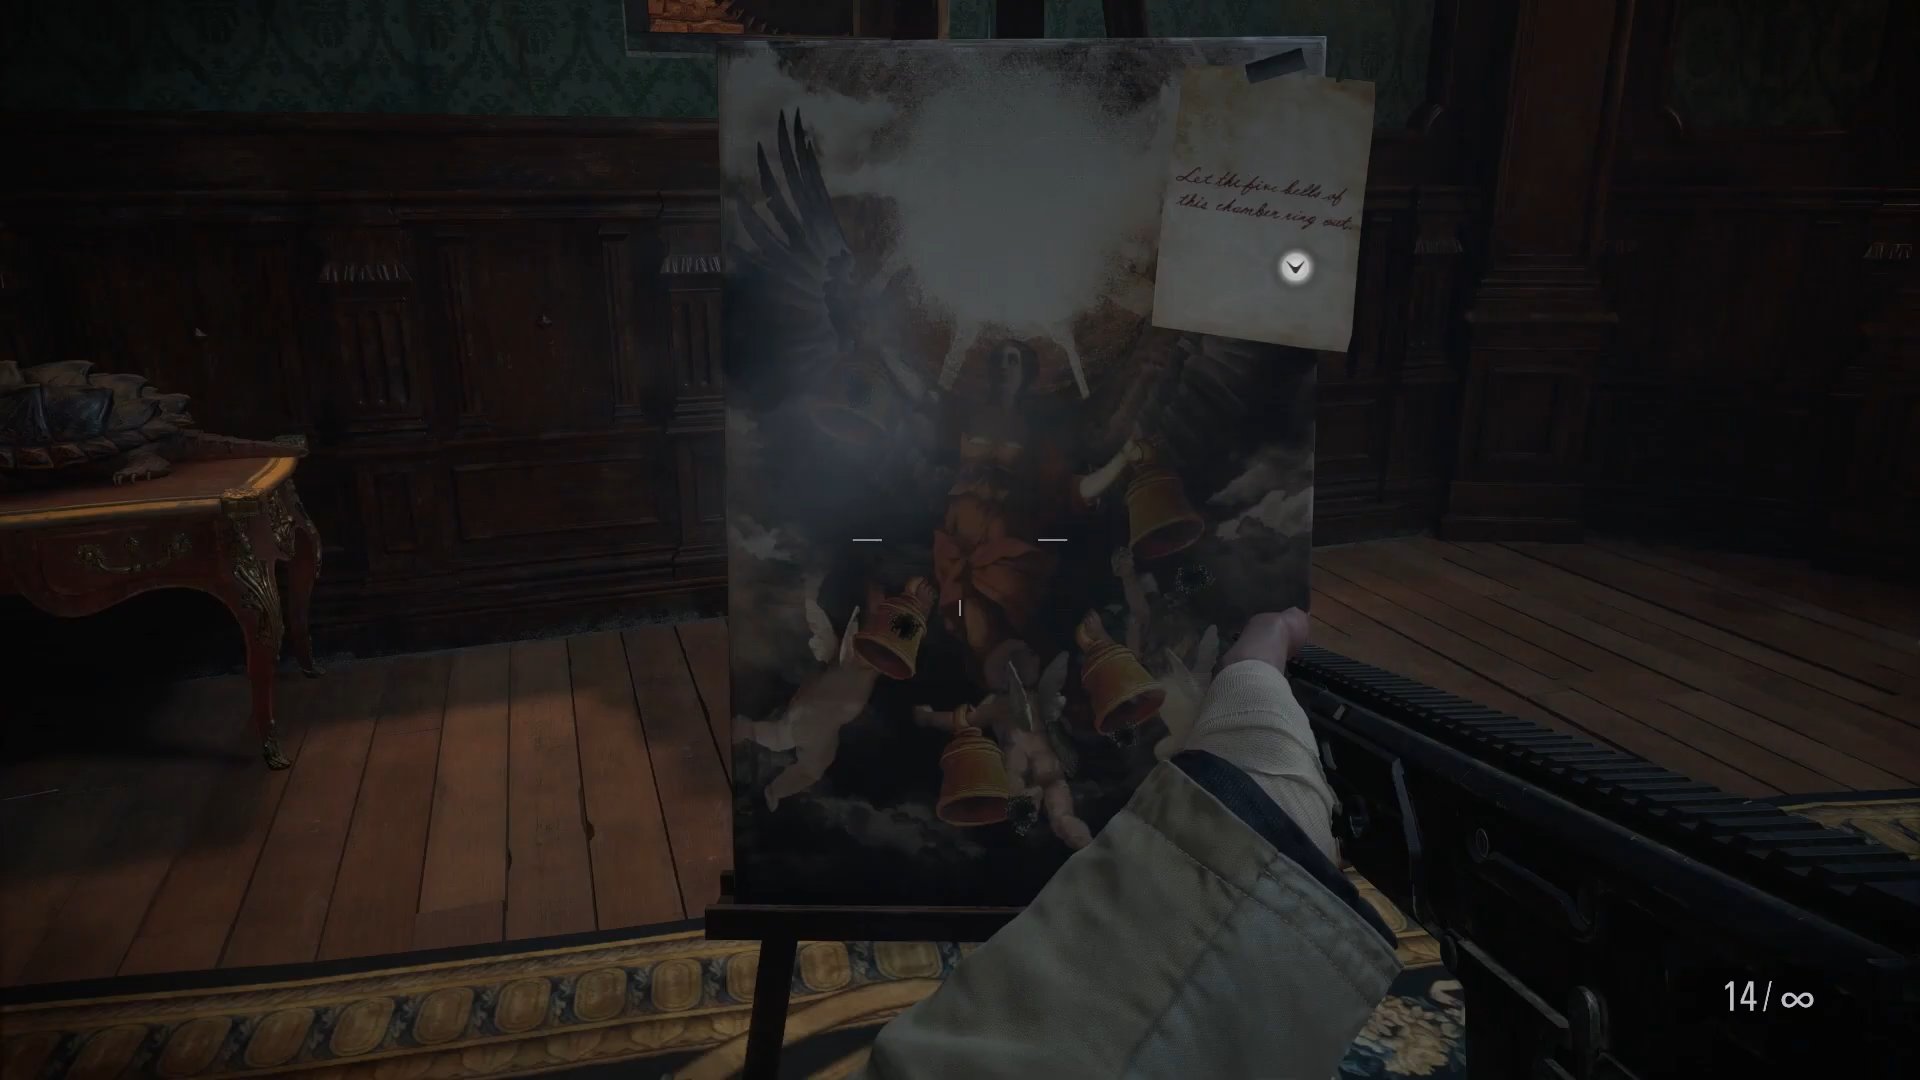 Let the five bells of
this chamber ring out.
14/∞